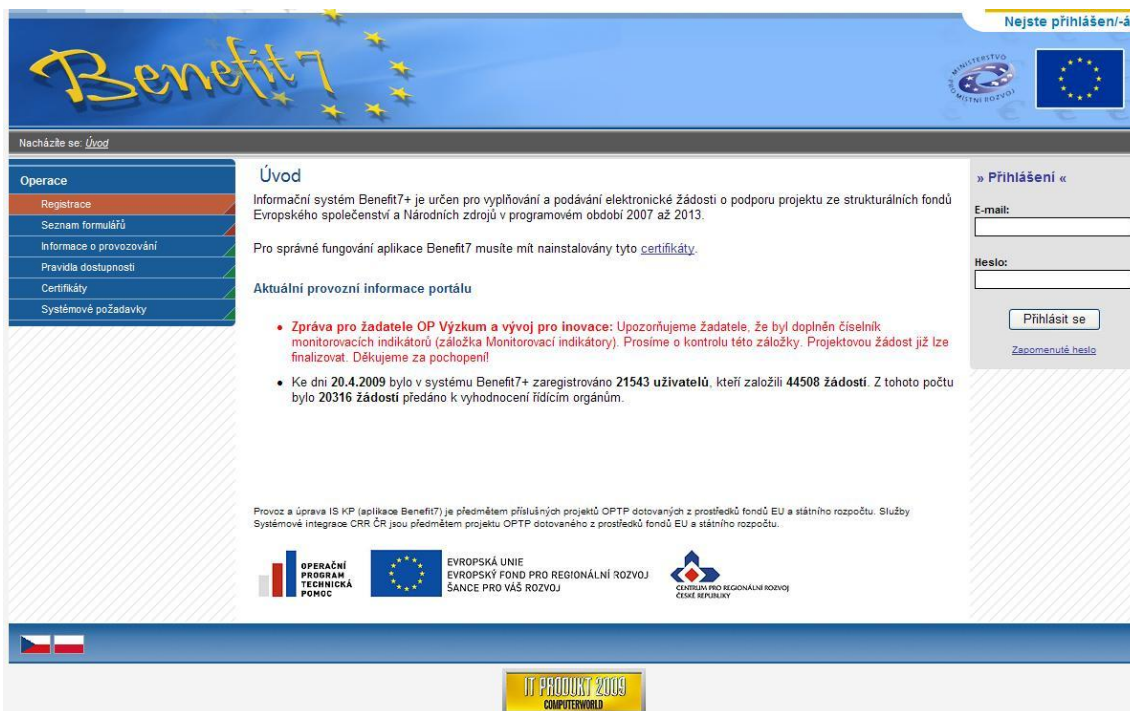 Nejste přihlášen/-á
Benefit7
MINISTERSTVO
MÍSTNÍ ROZVOJ
Nacházíte se: Úvod
Operace
Registrace
Seznam formulářů
Informace o provozování
Pravidla dostupnosti
Certifikáty
Systémové požadavky
Úvod
Informační systém Benefit7+ je určen pro vyplňování a podávání elektronické žádosti o podporu projektu ze strukturálních fondů
Evropského společenství a Národních zdrojů v programovém období 2007 až 2013.
Pro správné fungování aplikace Benefit7 musíte mít nainstalovány tyto certifikáty.
Aktuální provozní informace portálu
• Zpráva pro žadatele OP Výzkum a vývoj pro inovace: Upozorňujeme žadatele, že byl doplněn číselník
monitorovacích indikátorů (záložka Monitorovací indikátory). Prosíme o kontrolu této záložky. Projektovou žádost již lze
finalizovat. Děkujeme za pochopení!
• Ke dni 20.4.2009 bylo v systému Benefit7+ zaregistrováno 21543 uživatelů, kteří založili 44508 žádostí. Z tohoto počtu
bylo 20316 žádostí předáno k vyhodnocení řídícím orgánům.
» Přihlášení «
E-mail:
Heslo:
Přihlásit se
Zapomenuté heslo
Provoz a úprava IS KP (aplikace Benefit7) je předmětem příslušných projektů OPTP dotovaných z prostředků fondů EU a státního rozpočtu. Služby
Systémové integrace CRR ČR jsou předmětem projektu OPTP dotovaného z prostředků fondů EU a státního rozpočtu.
OPERAČNÍ
PROGRAM
TECHNICKÁ
POMOC
EVROPSKÁ UNIE
EVROPSKÝ FOND PRO REGIONÁLNÍ ROZVOJ
ŠANCE PRO VÁŠ ROZVOJ
CENTRUM PRO REGIONÁLNÍ ROZVOJ
ČESKÉ REPUBLIKY
IT PRODUKT 2009
COMPUTERWORLD